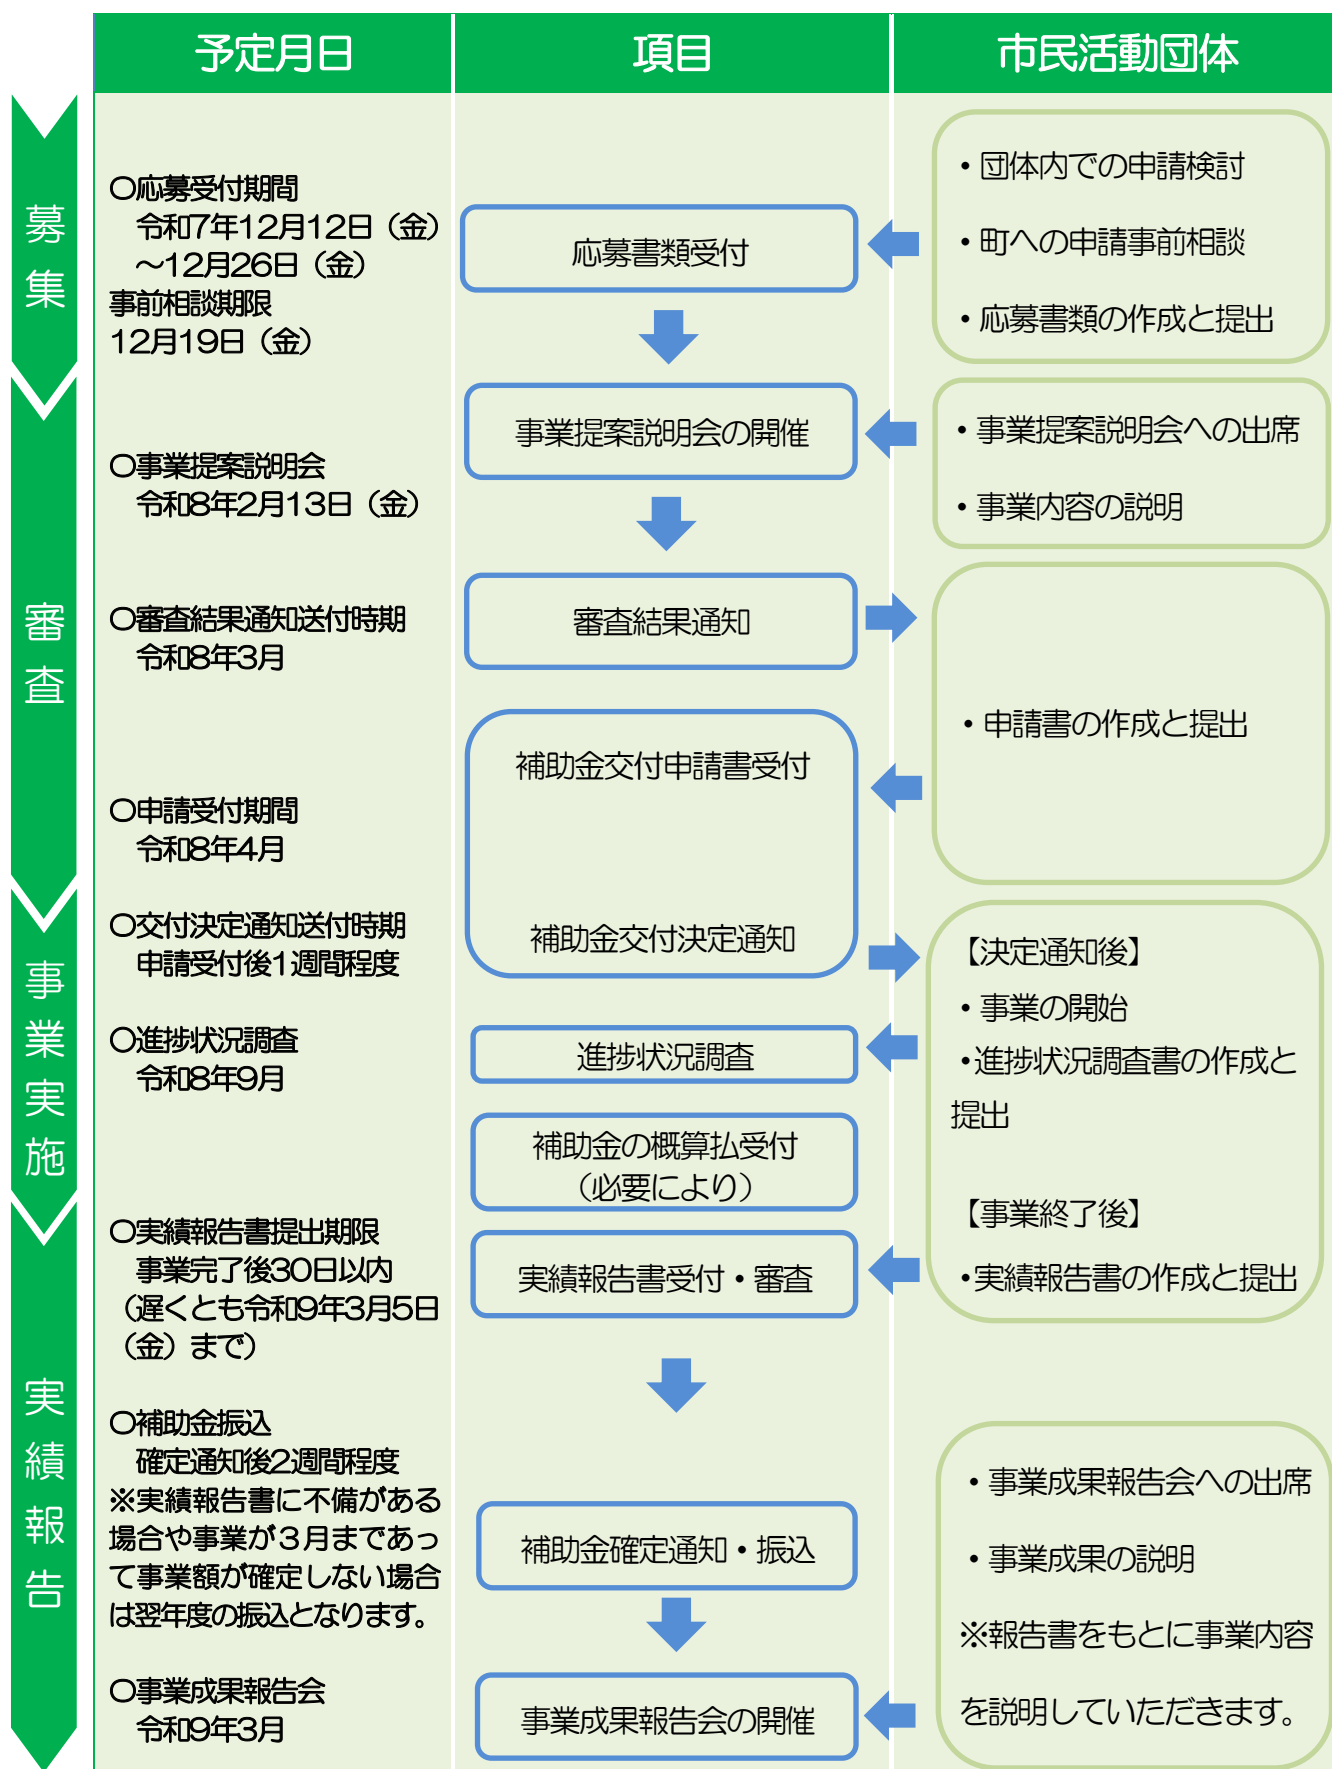 予定月日
項目
市民活動団体
募集
審査
事業実施
実績報告
〇応募受付期間
令和7年12月12日（金）
～12月26日（金）
事前相談期限
12月19日（金）
〇事業提案説明会
令和8年2月13日（金）
〇審査結果通知送付時期
令和8年3月
〇申請受付期間
令和8年4月
〇交付決定通知送付時期
申請受付後1週間程度
〇進捗状況調査
令和8年9月
〇実績報告書提出期限
事業完了後30日以内
（遅くとも令和9年3月5日
（金）まで）
〇補助金振込
確定通知後2週間程度
※実績報告書に不備がある
場合や事業が３月まであっ
て事業額が確定しない場合
は翌年度の振込となります。
〇事業成果報告会
令和9年3月
応募書類受付
事業提案説明会の開催
審査結果通知
補助金交付申請書受付
補助金交付決定通知
進捗状況調査
補助金の概算払受付
（必要により）
実績報告書受付・審査
補助金確定通知・振込
事業成果報告会の開催
・団体内での申請検討
・町への申請事前相談
・応募書類の作成と提出
・事業提案説明会への出席
・事業内容の説明
・申請書の作成と提出
【決定通知後】
・事業の開始
・進捗状況調査書の作成と
提出
【事業終了後】
・実績報告書の作成と提出
・事業成果報告会への出席
・事業成果の説明
※報告書をもとに事業内容
を説明していただきます。